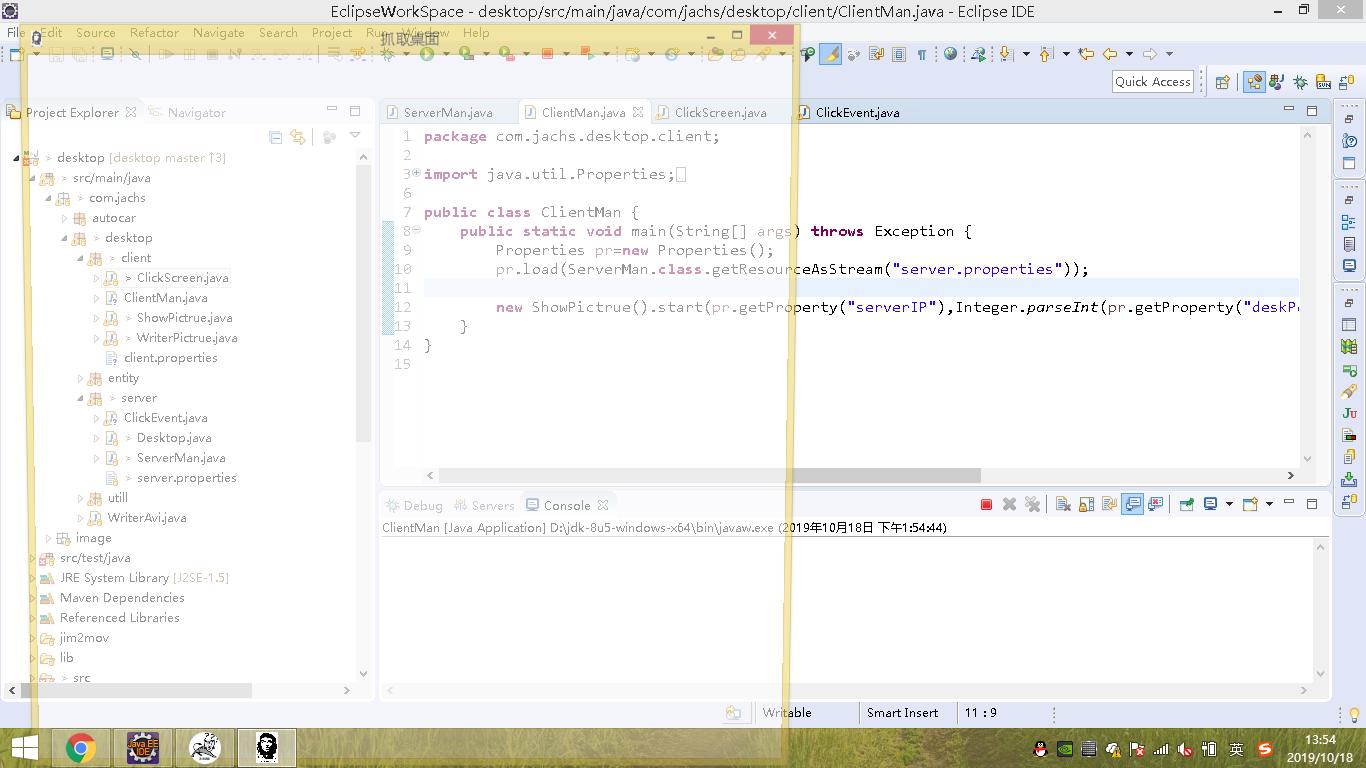 EclipseWorkSpace - desktop/src/main/java/com/jachs/desktop/client/ClientMan.java - Eclipse IDE
File Edit Source Refactor Navigate Search Project Run Window Help
抓取桌面
Quick Access
Project Explorer
Navigator
desktop [desktop master ↑3]
> src/main/java
> com.jachs
autocar
> desktop
> client
> ClickScreen.java
ClientMan.java
> ShowPictrue.java
> WriterPictrue.java
client.properties
entity
> server
ClickEvent.java
> Desktop.java
> ServerMan.java
> server.properties
utill
WriterAvi.java
image
src/test/java
JRE System Library [J2SE-1.5]
Maven Dependencies
Referenced Libraries
jim2mov
lib
> src
ServerMan.java
ClientMan.java
ClickScreen.java
ClickEvent.java
1 package com.jachs.desktop.client;
2
3 import java.util.Properties;
6
7 public class ClientMan {
8 public static void main(String[] args) throws Exception {
9 Properties pr=new Properties();
10 pr.load(ServerMan.class.getResourceAsStream("server.properties"));
11
12 new ShowPictrue().start(pr.getProperty("serverIP"),Integer.parseInt(pr.getProperty("deskP
13 }
14 }
15
Debug
Servers
Console
ClientMan [Java Application] D:\jdk-8u5-windows-x64\bin\javaw.exe (2019年10月18日 下午1:54:44)
Writable
Smart Insert
11 : 9
Java EE
IDE
英
13:54
2019/10/18